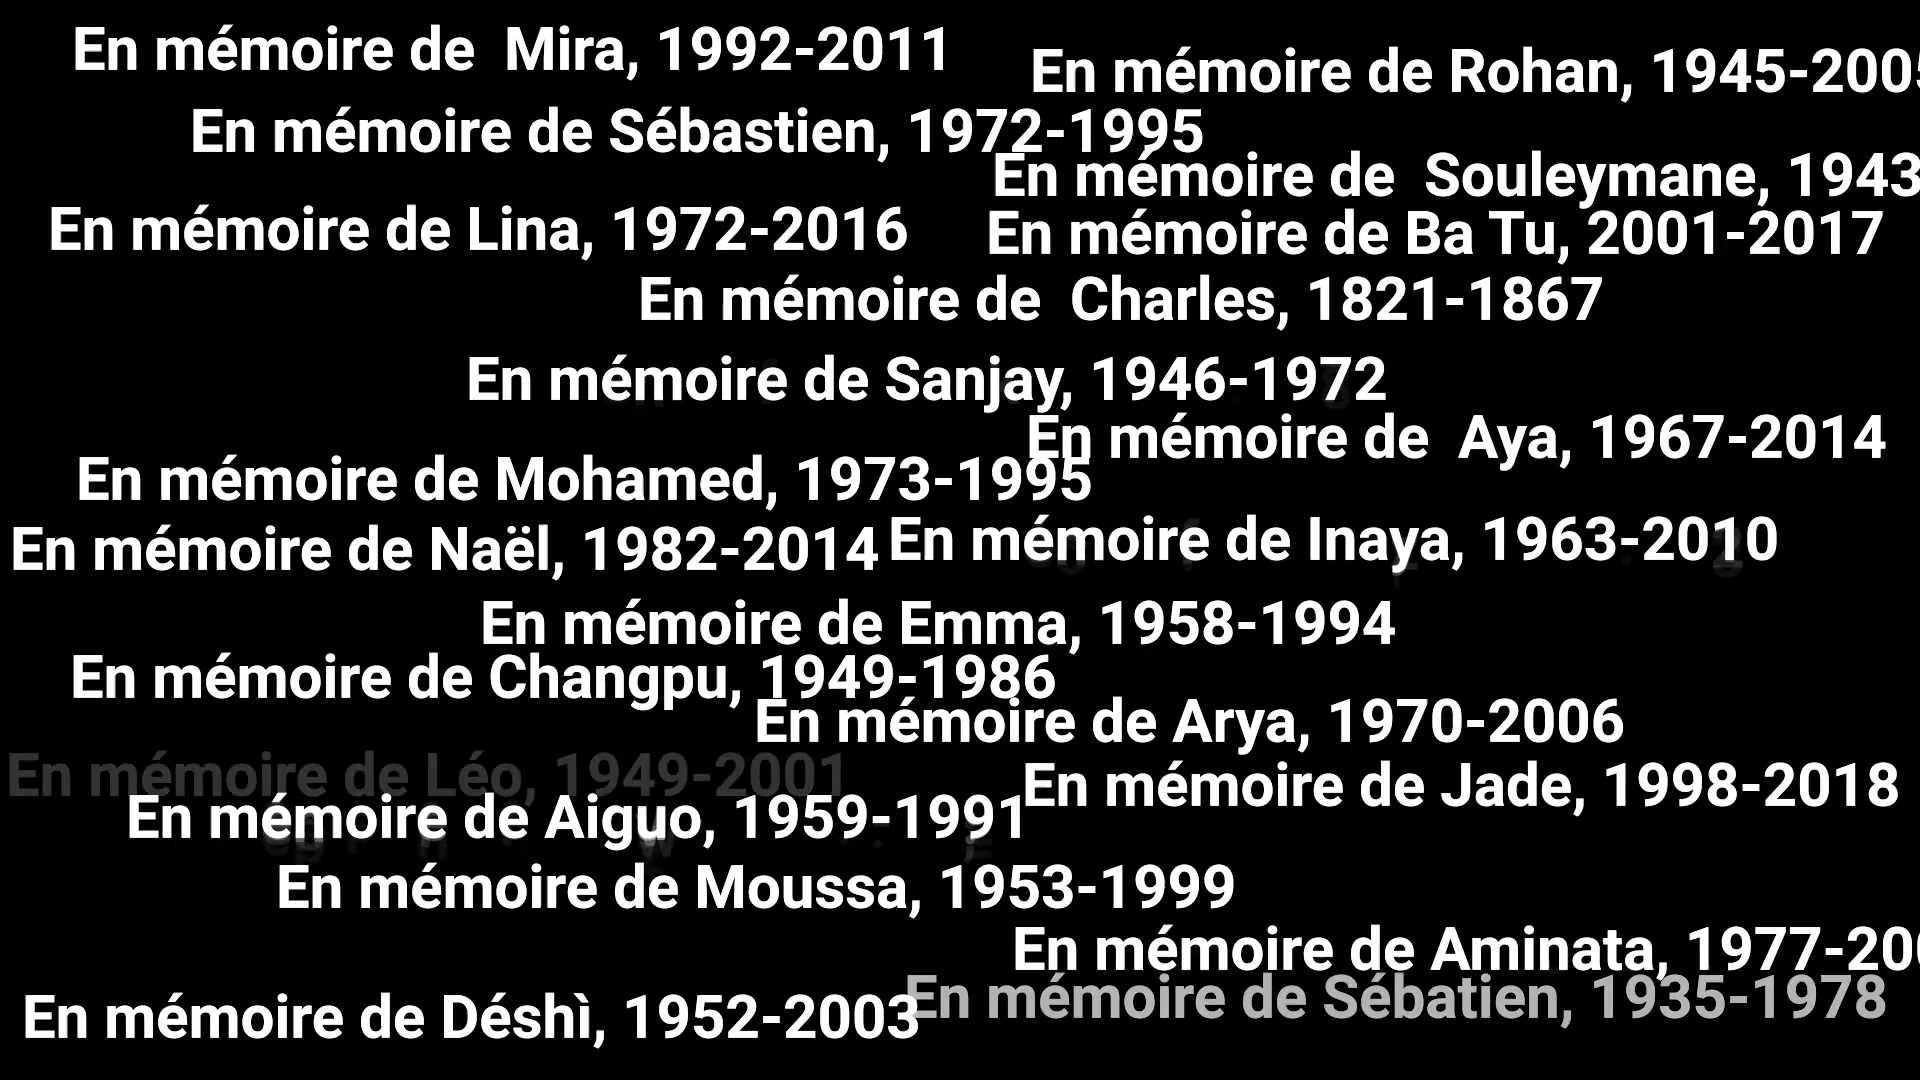 En mémoire de Mira, 1992-2011
En mémoire de Rohan, 1945-2005
En mémoire de Sébastien, 1972-1995
En mémoire de Souleymane, 1943
En mémoire de Lina, 1972-2016
En mémoire de Ba Tu, 2001-2017
En mémoire de Charles, 1821-1867
En mémoire de Sanjay, 1946-1972
En mémoire de Aya, 1967-2014
En mémoire de Mohamed, 1973-1995
En mémoire de Naël, 1982-2014
En mémoire de Inaya, 1963-2010
En mémoire de Emma, 1958-1994
En mémoire de Changpu, 1949-1986
En mémoire de Arya, 1970-2006
En mémoire de Léo, 1949-2001
En mémoire de Jade, 1998-2018
En mémoire de Aiguo, 1959-1991
En mémoire de Moussa, 1953-1999
En mémoire de Aminata, 1977-20
En mémoire de Sébatien, 1935-1978
En mémoire de Déshì, 1952-2003